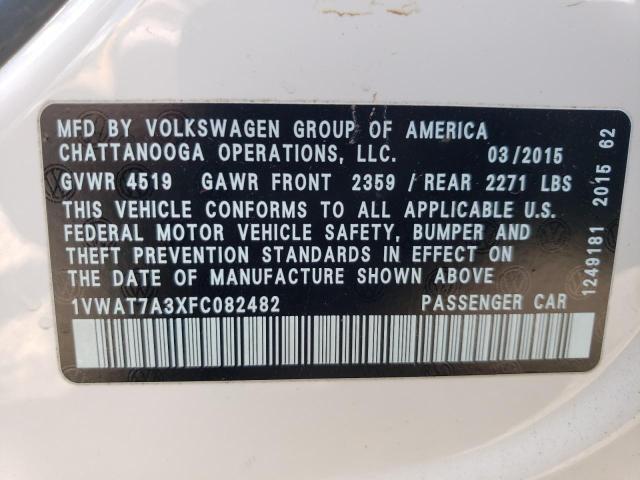 MFD BY VOLKSWAGEN GROUP OF AMERICA
CHATTANOOGA OPERATIONS, LLC. 03/2015
GVWR 4519 GAWR FRONT 2359 / REAR 2271 LBS
THIS VEHICLE CONFORMS TO ALL APPLICABLE U.S.
FEDERAL MOTOR VEHICLE SAFETY, BUMPER AND
THEFT PREVENTION STANDARDS IN EFFECT ON
THE DATE OF MANUFACTURE SHOWN ABOVE
1VWAT7A3XFC082482 PASSENGER CAR
1249181 2015 62